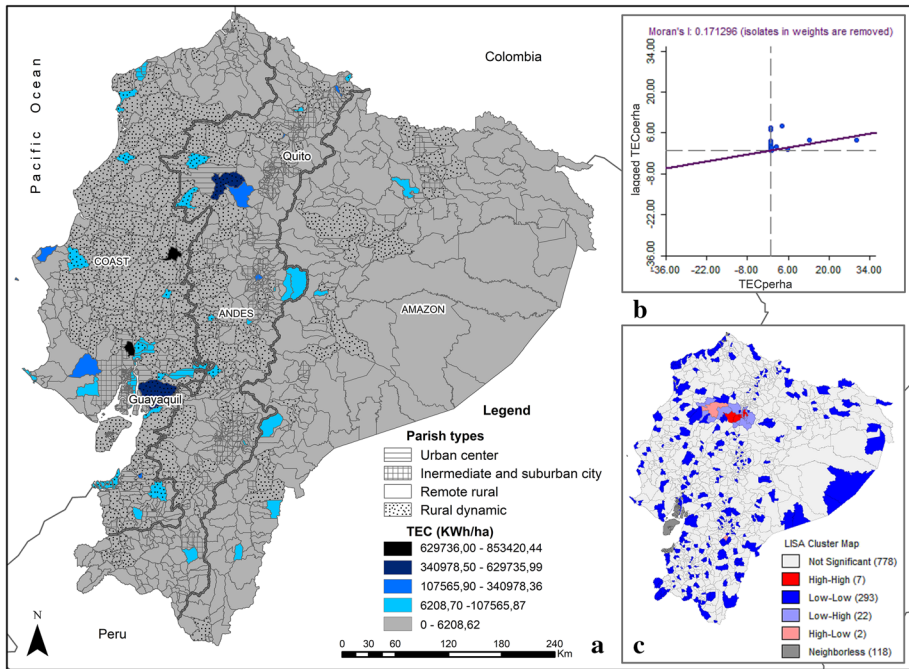 Pacific Ocean
Colombia
Quito
COAST
ANDES
AMAZON
Guayaquil
Peru
N
Legend
Parish types
Urban center
Inermediate and suburban city
Remote rural
Rural dynamic
TEC (KWh/ha)
629736,00 - 853420,44
340978,50 - 629735,99
107565,90 - 340978,36
6208,70 -107565,87
0 - 6208,62
0 30 60 120 180 240
Km
a
Moran's I: 0.171296 (isolates in weights are removed)
lagged TECperha
34.00
20.00
6.00
-8.00
-22.00
-36.00
-36.00 -22.00 -8.00 6.00 20.00 34.00
TECperha
b
LISA Cluster Map
Not Significant (778)
High-High (7)
Low-Low (293)
Low-High (22)
High-Low (2)
Neighborless (118)
c